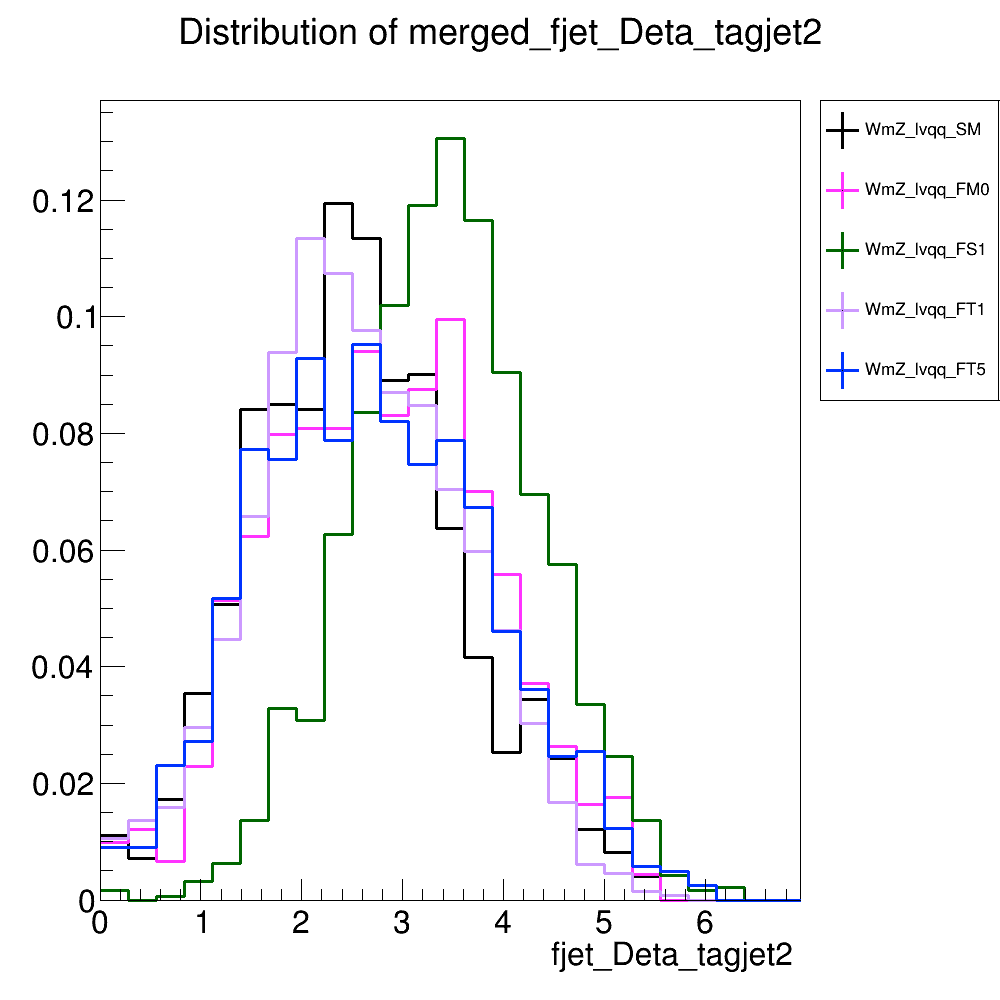 Distribution of merged_fjet_Deta_tagjet2
WmZ_lvqq_SM
WmZ_lvqq_FM0
WmZ_lvqq_FS1
WmZ_lvqq_FT1
WmZ_lvqq_FT5
0.12
0.1
0.08
0.06
0.04
0.02
0
0 1 2 3 4 5 6
fjet_Deta_tagjet2